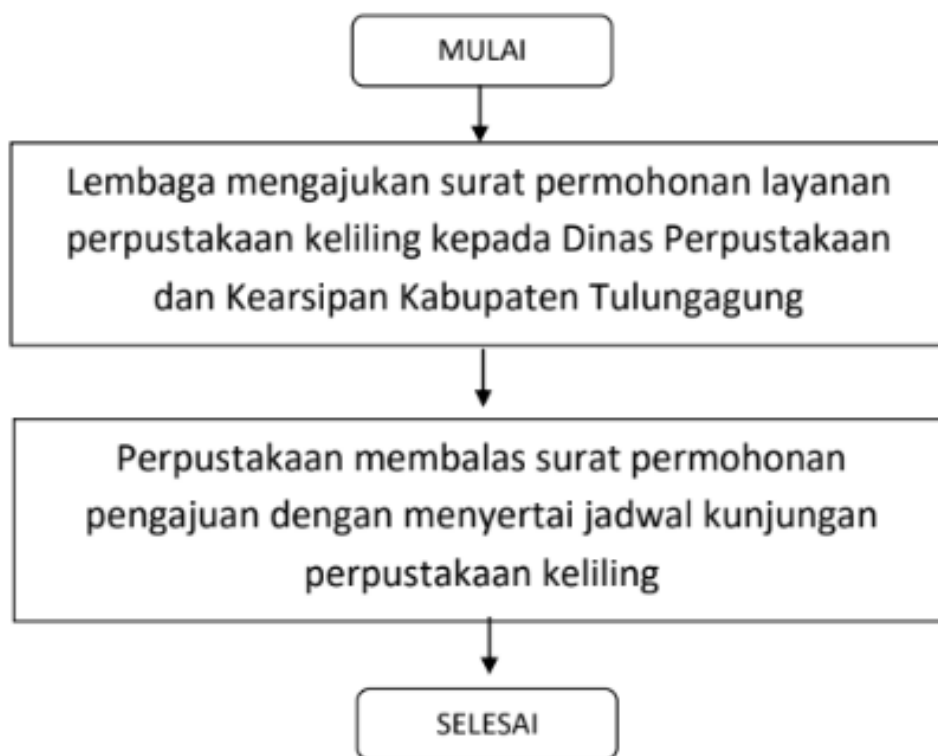 MULAI
Lembaga mengajukan surat permohonan layanan
perpustakaan keliling kepada Dinas Perpustakaan
dan Kearsipan Kabupaten Tulungagung
Perpustakaan membalas surat permohonan
pengajuan dengan menyertai jadwal kunjungan
perpustakaan keliling
SELESAI